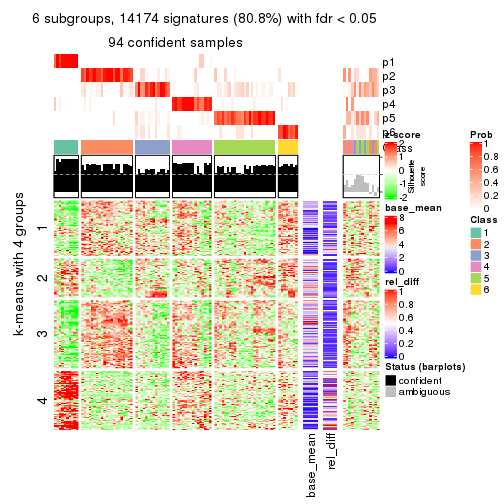 6 subgroups, 14174 signatures (80.8%) with fdr < 0.05
94 confident samples
p1
p2
p3
p4
p5
p6
Class
Silhouette
score
k-means with 4 groups
1
2
3
4
base_mean
rel_diff
z-score
2
1
0
-1
-2
base_mean
8
6
4
2
0
rel_diff
1
0.8
0.6
0.4
0.2
0
Status (barplots)
confident
ambiguous
Prob
1
0.8
0.6
0.4
0.2
0
Class
1
2
3
4
5
6